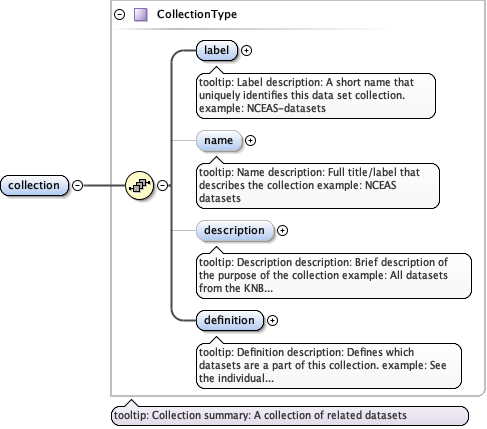 CollectionType
label
tooltip: Label description: A short name that
uniquely identifies this data set collection.
example: NCEAS-datasets
name
tooltip: Name description: Full title/label that
describes the collection example: NCEAS
datasets
collection
description
tooltip: Description description: Brief description of
the purpose of the collection example: All datasets
from the KNB...
definition
tooltip: Definition description: Defines which
datasets are a part of this collection. example: See
the individual...
tooltip: Collection summary: A collection of related datasets